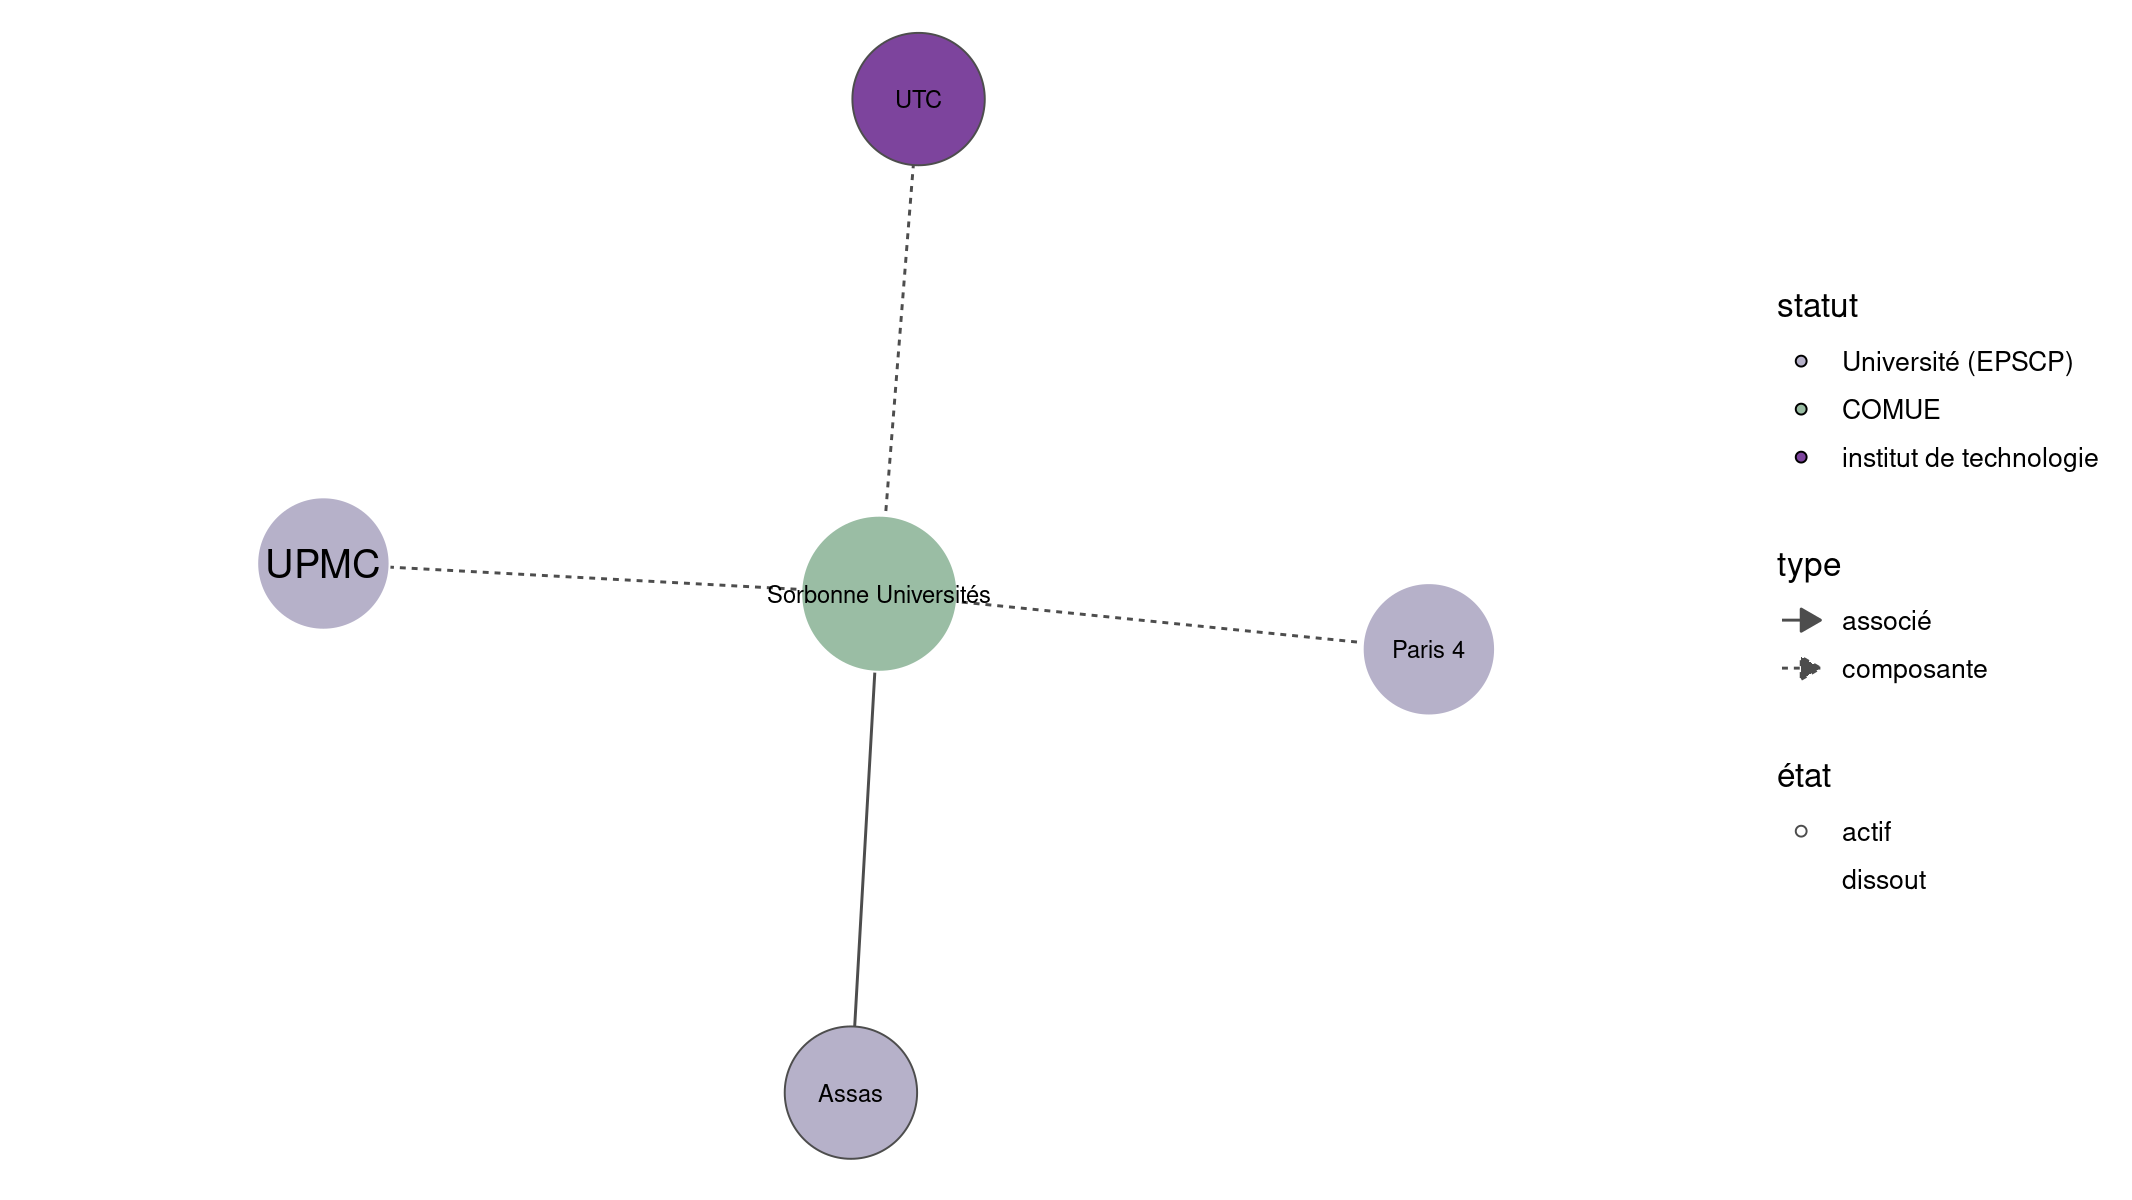 UTC
UPMC
Sorbonne Universités
Paris 4
Assas
statut
Université (EPSCP)
COMUE
institut de technologie
type
associé
composante
état
actif
dissout